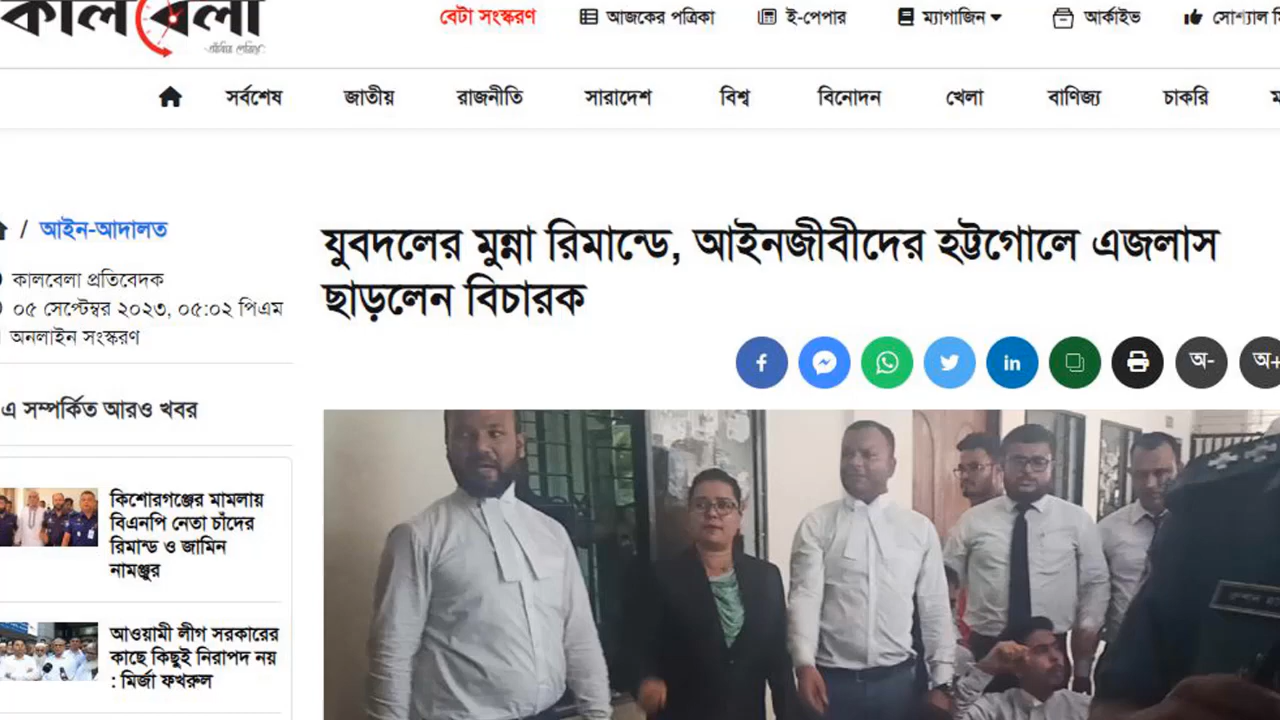 কালবেলা
বেটা সংস্করণ
আজকের পত্রিকা
ই-পেপার
ম্যাগাজিন
আর্কাইভ
সোশ্যাল
সর্বশেষ
জাতীয়
রাজনীতি
সারাদেশ
বিশ্ব
বিনোদন
খেলা
বাণিজ্য
চাকরি
/ আইন-আদালত
কালবেলা প্রতিবেদক
০৫ সেপ্টেম্বর ২০২৩, ০৫:০২ পিএম
অনলাইন সংস্করণ
এ সম্পর্কিত আরও খবর
কিশোরগঞ্জের মামলায়
বিএনপি নেতা চাঁদের
রিমান্ড ও জামিন
নামঞ্জুর
আওয়ামী লীগ সরকারের
কাছে কিছুই নিরাপদ নয়
: মির্জা ফখরুল
যুবদলের মুন্না রিমান্ডে, আইনজীবীদের হট্টগোলে এজলাস
ছাড়লেন বিচারক
অ-
অ+